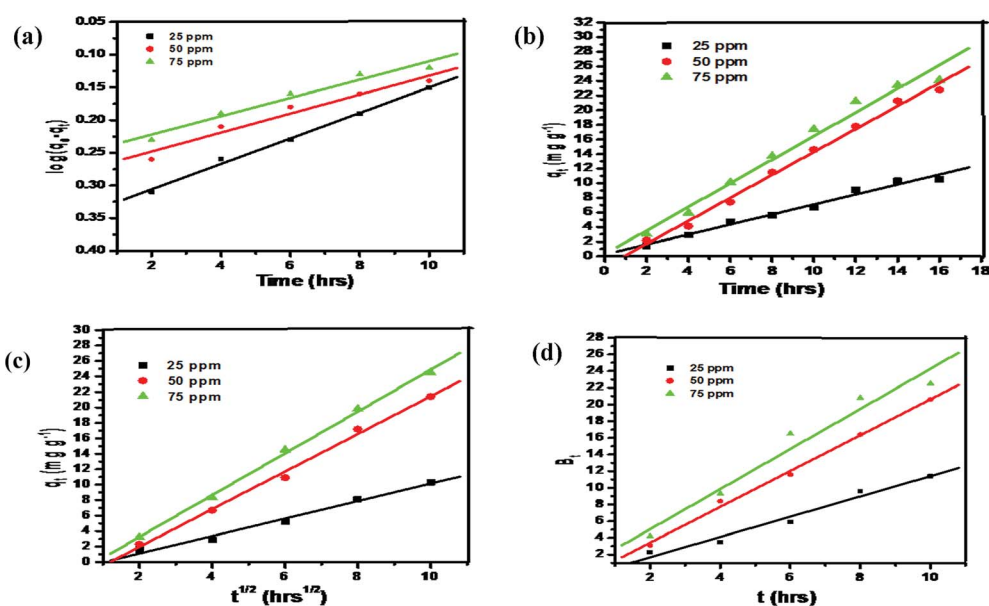 (a)
25 ppm
50 ppm
75 ppm
0.05
0.10
0.15
0.20
0.25
0.30
0.35
0.40
log(qe-qt)
2 4 6 8 10
Time (hrs)
(b)
25 ppm
50 ppm
75 ppm
32
30
28
26
24
22
20
18
16
14
12
10
8
6
4
2
0
qt (mg g-1)
0 2 4 6 8 10 12 14 16 18
Time (hrs)
(c)
25 ppm
50 ppm
75 ppm
30
28
26
24
22
20
18
16
14
12
10
8
6
4
2
0
qt (mg g-1)
2 4 6 8 10
t1/2 (hrs1/2)
(d)
25 ppm
50 ppm
75 ppm
28
26
24
22
20
18
16
14
12
10
8
6
4
2
Bt
2 4 6 8 10
t (hrs)